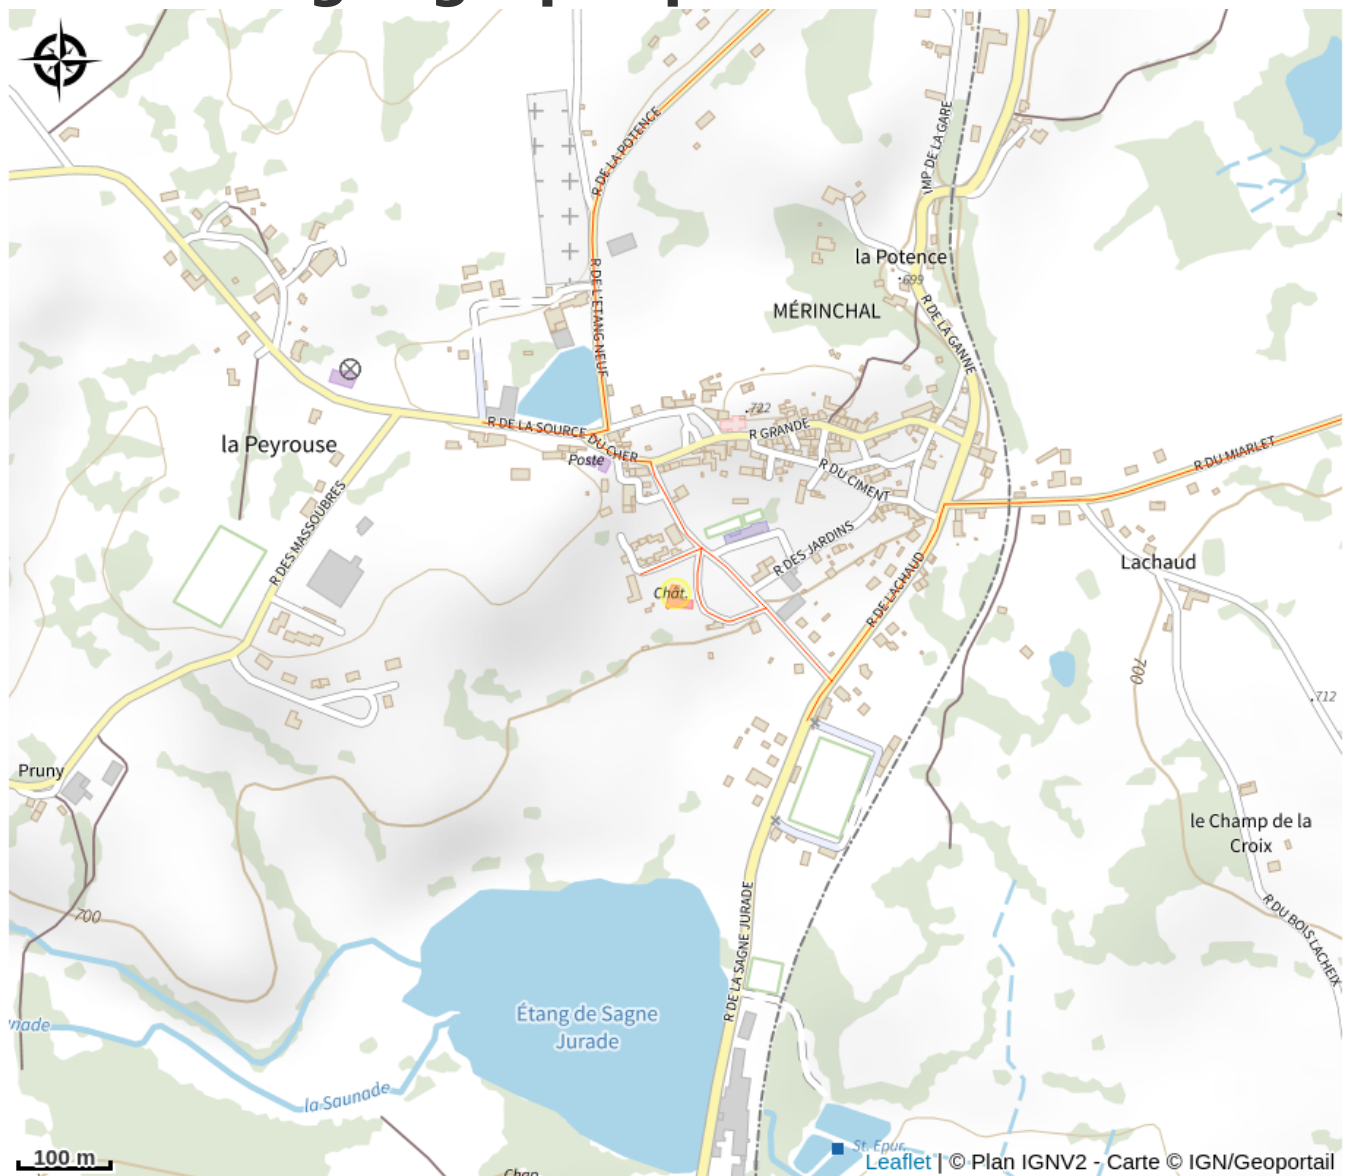 R DE LA POTENCE
MP DE LA GARE
la Potence
699
MÉRINCHAL
R DE L'ETANG NEUF
R DE LA GANNE
722
R GRANDE
R DE LA SOURCE DU CHER
la Peyrouse
Poste
R DU CIMENT
R DU MIARLET
R DES MASSOUBRES
R DES JARDINS
Lachaud
Chât.
R DE LACHAUD
700
712
Pruny
le Champ de la
Croix
700
R DE LA SAGNE JURADE
R DU BOIS LACHEIX
Étang de Sagne
Jurade
la Saunade
St. Epur.
100 m
Leaflet | © Plan IGNV2 - Carte © IGN/Geoportail